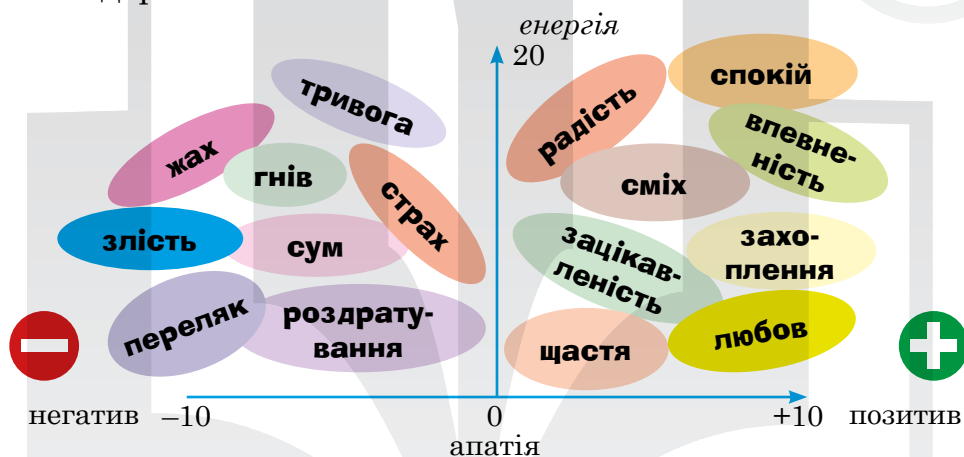 енергія
20
тривога
жах
гнів
страх
злість
сум
переляк
роздрату-
вання
радість
спокій
впевне-
ність
сміх
зацікав-
леність
захо-
плення
щастя
любов
негатив
–10
0
+10
позитив
апатія